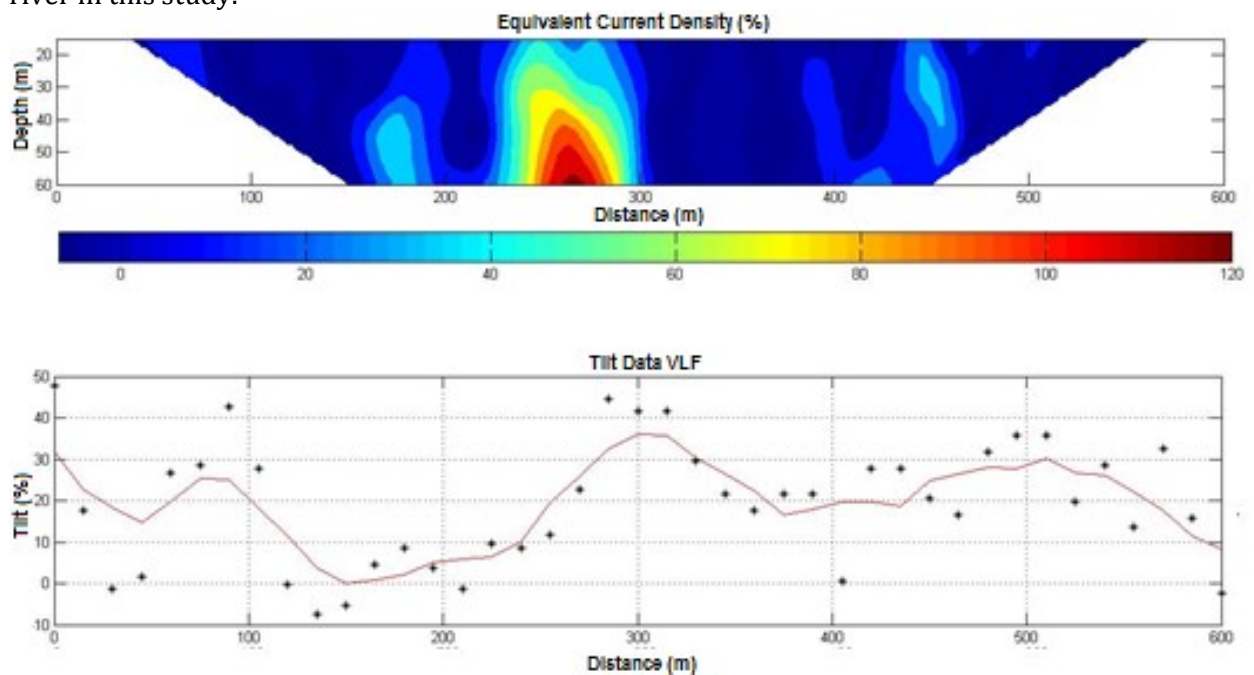 river in this study.
Equivalent Current Density (%)
Depth (m)
20
30
40
50
60
0 100 200 300 400 500 600
Distance (m)
0 20 40 60 80 100 120
Tilt Data VLF
Tilt (%)
50
40
30
20
10
0
-10
0 100 200 300 400 500 600
Distance (m)